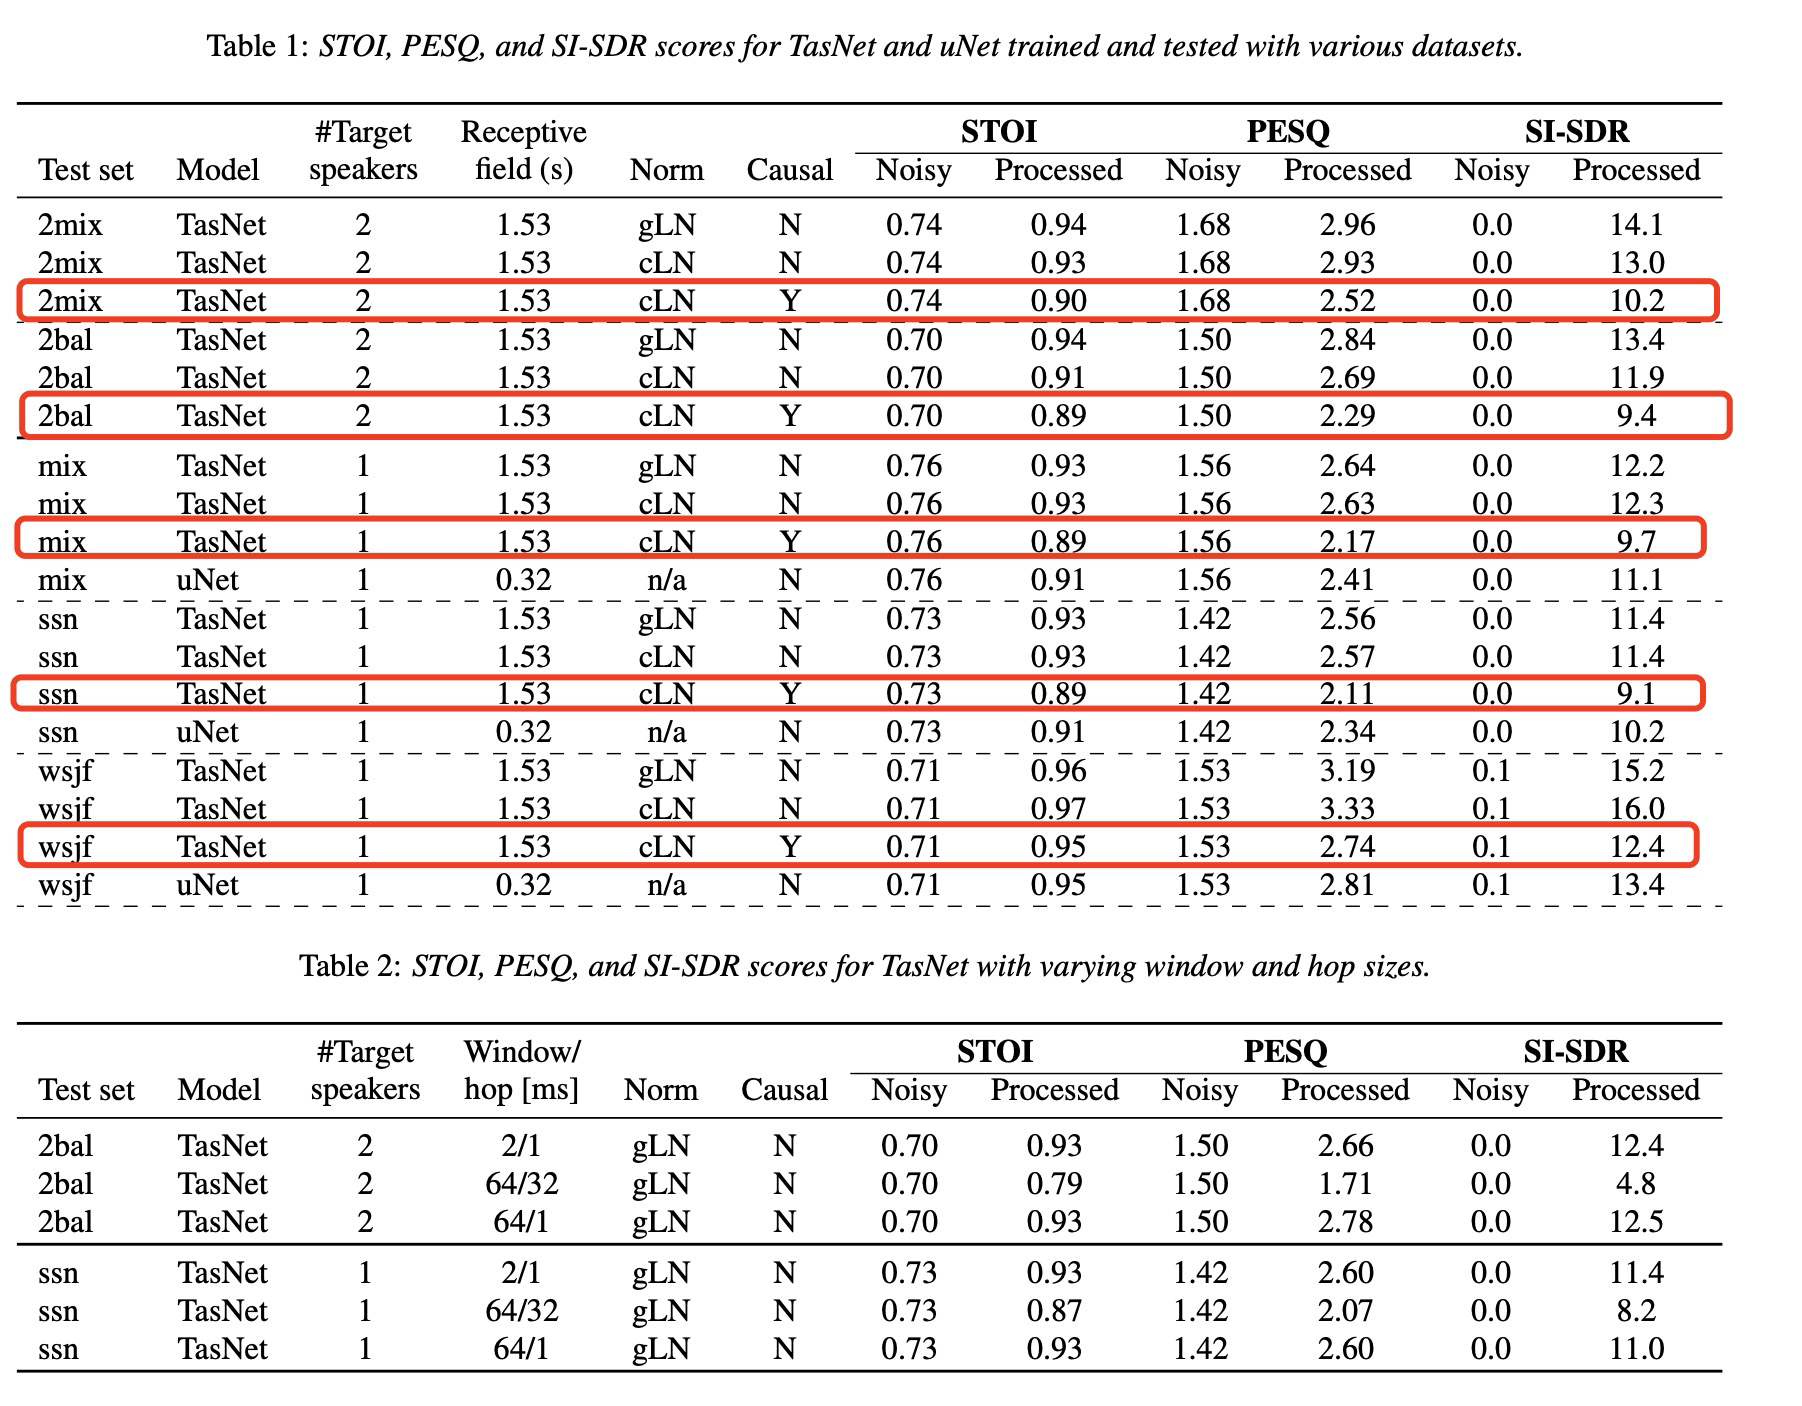 Table 1: STOI, PESQ, and SI-SDR scores for TasNet and uNet trained and tested with various datasets.
#Target Receptive STOI PESQ SI-SDR
Test set Model speakers field (s) Norm Causal Noisy Processed Noisy Processed Noisy Processed
2mix TasNet 2 1.53 gLN N 0.74 0.94 1.68 2.96 0.0 14.1
2mix TasNet 2 1.53 cLN N 0.74 0.93 1.68 2.93 0.0 13.0
2mix TasNet 2 1.53 cLN Y 0.74 0.90 1.68 2.52 0.0 10.2
2bal TasNet 2 1.53 gLN N 0.70 0.94 1.50 2.84 0.0 13.4
2bal TasNet 2 1.53 cLN N 0.70 0.91 1.50 2.69 0.0 11.9
2bal TasNet 2 1.53 cLN Y 0.70 0.89 1.50 2.29 0.0 9.4
mix TasNet 1 1.53 gLN N 0.76 0.93 1.56 2.64 0.0 12.2
mix TasNet 1 1.53 cLN N 0.76 0.93 1.56 2.63 0.0 12.3
mix TasNet 1 1.53 cLN Y 0.76 0.89 1.56 2.17 0.0 9.7
mix uNet 1 0.32 n/a N 0.76 0.91 1.56 2.41 0.0 11.1
ssn TasNet 1 1.53 gLN N 0.73 0.93 1.42 2.56 0.0 11.4
ssn TasNet 1 1.53 cLN N 0.73 0.93 1.42 2.57 0.0 11.4
ssn TasNet 1 1.53 cLN Y 0.73 0.89 1.42 2.11 0.0 9.1
ssn uNet 1 0.32 n/a N 0.73 0.91 1.42 2.34 0.0 10.2
wsjf TasNet 1 1.53 gLN N 0.71 0.96 1.53 3.19 0.1 15.2
wsjf TasNet 1 1.53 cLN N 0.71 0.97 1.53 3.33 0.1 16.0
wsjf TasNet 1 1.53 cLN Y 0.71 0.95 1.53 2.74 0.1 12.4
wsjf uNet 1 0.32 n/a N 0.71 0.95 1.53 2.81 0.1 13.4
Table 2: STOI, PESQ, and SI-SDR scores for TasNet with varying window and hop sizes.
#Target Window/ STOI PESQ SI-SDR
Test set Model speakers hop [ms] Norm Causal Noisy Processed Noisy Processed Noisy Processed
2bal TasNet 2 2/1 gLN N 0.70 0.93 1.50 2.66 0.0 12.4
2bal TasNet 2 64/32 gLN N 0.70 0.79 1.50 1.71 0.0 4.8
2bal TasNet 2 64/1 gLN N 0.70 0.93 1.50 2.78 0.0 12.5
ssn TasNet 1 2/1 gLN N 0.73 0.93 1.42 2.60 0.0 11.4
ssn TasNet 1 64/32 gLN N 0.73 0.87 1.42 2.07 0.0 8.2
ssn TasNet 1 64/1 gLN N 0.73 0.93 1.42 2.60 0.0 11.0